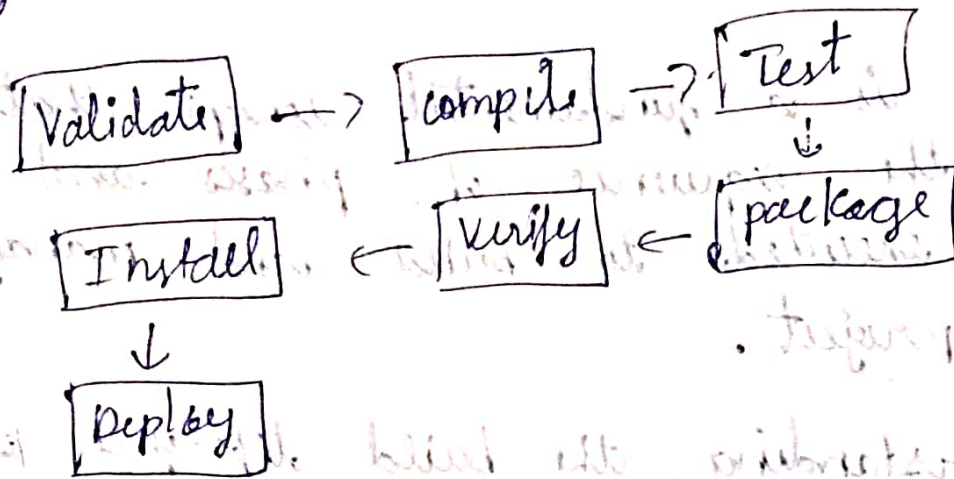 Validate → compile → Test
↓
Install ← Verify ← package
↓
Deploy